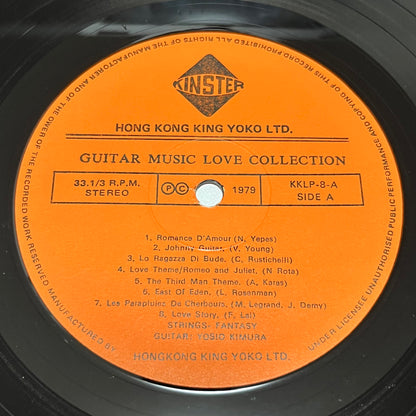 KINSTER
HONG KONG KING YOKO LTD.
GUITAR MUSIC LOVE COLLECTION
33.1/3 R.P.M.
STEREO
Ⓟ Ⓒ
1979
KKLP-8-A
SIDE A
1, Romance D'Amour (N, Yepes)
2, Johnny Guitar, (V, Young)
3, La Ragazza Di Bude, (C, Rustichelli)
4, Love Theme/Romeo and Juliet, (N Rota)
5, The Third Man Theme, (A, Karas)
6, East Of Eden, (L, Rosenman)
7, Les Parapluies De Cherbourg, (M, Legrand, J, Demy)
8, Love Story, (F, Lai)
STRINGS: FANTASY
GUITAR: YOSIO KIMURA
MANUFACTURED BY HONGKONG KING YOKO LTD. UNDER LICENSEE
ALL RIGHTS OF THE MANUFACTURER AND OF THE OWER OF THE RECORDED WORK RESERVED
UNAUTHORISED PUBLIC PERFORMANCE AND COPYING OF THIS RECORD PROHIBITED